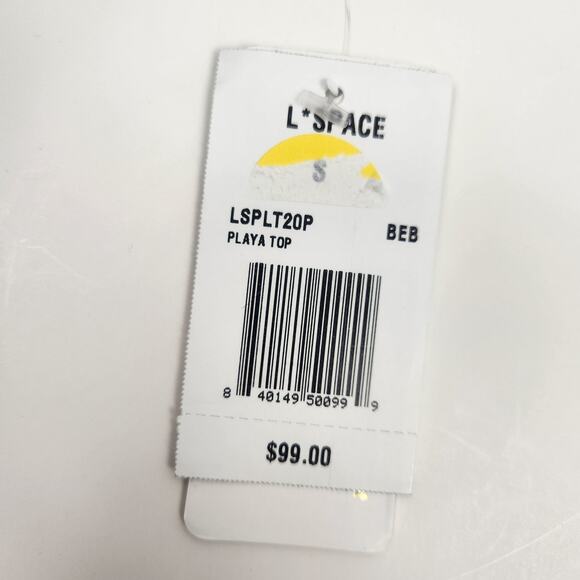 L*SPACE
S
LSPLT20P
BEB
PLAYA TOP
8 40149 50099 9
$99.00